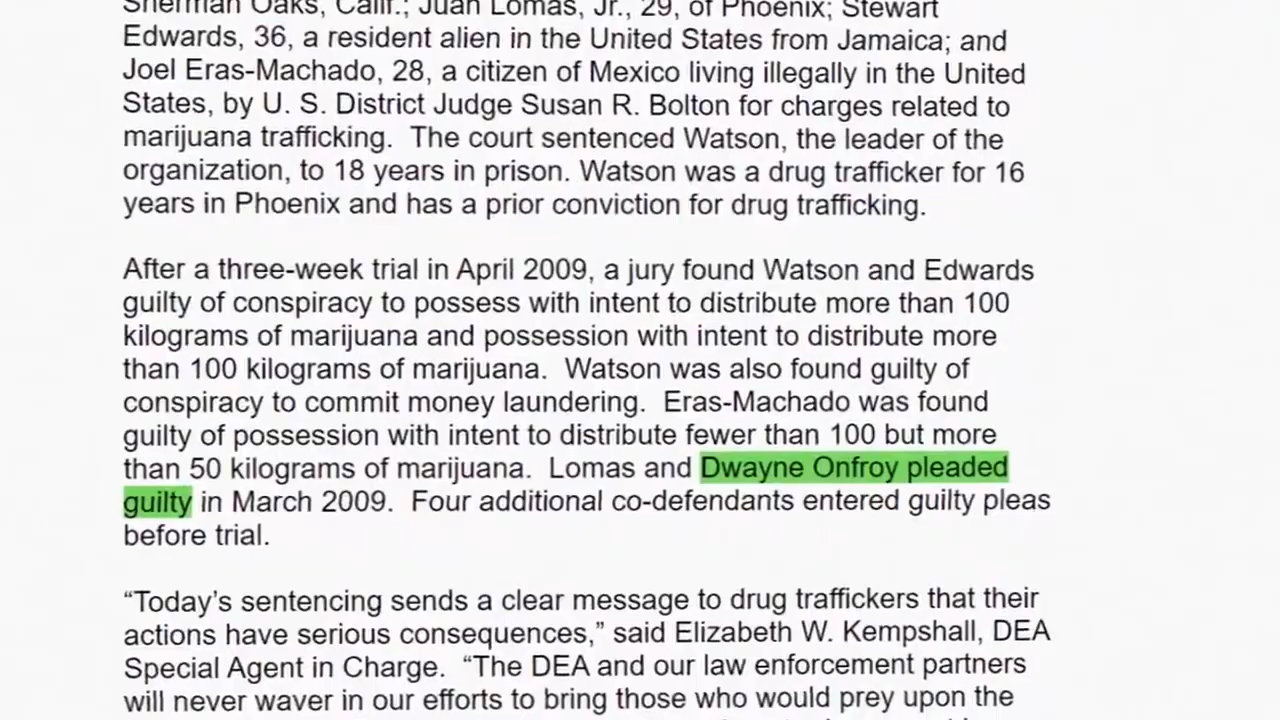 Sherman Oaks, Calif.; Juan Lomas, Jr., 29, of Phoenix; Stewart
Edwards, 36, a resident alien in the United States from Jamaica; and
Joel Eras-Machado, 28, a citizen of Mexico living illegally in the United
States, by U. S. District Judge Susan R. Bolton for charges related to
marijuana trafficking.  The court sentenced Watson, the leader of the
organization, to 18 years in prison. Watson was a drug trafficker for 16
years in Phoenix and has a prior conviction for drug trafficking.
After a three-week trial in April 2009, a jury found Watson and Edwards
guilty of conspiracy to possess with intent to distribute more than 100
kilograms of marijuana and possession with intent to distribute more
than 100 kilograms of marijuana.  Watson was also found guilty of
conspiracy to commit money laundering.  Eras-Machado was found
guilty of possession with intent to distribute fewer than 100 but more
than 50 kilograms of marijuana.  Lomas and Dwayne Onfroy pleaded
guilty in March 2009.  Four additional co-defendants entered guilty pleas
before trial.
“Today’s sentencing sends a clear message to drug traffickers that their
actions have serious consequences,” said Elizabeth W. Kempshall, DEA
Special Agent in Charge.  “The DEA and our law enforcement partners
will never waver in our efforts to bring those who would prey upon the